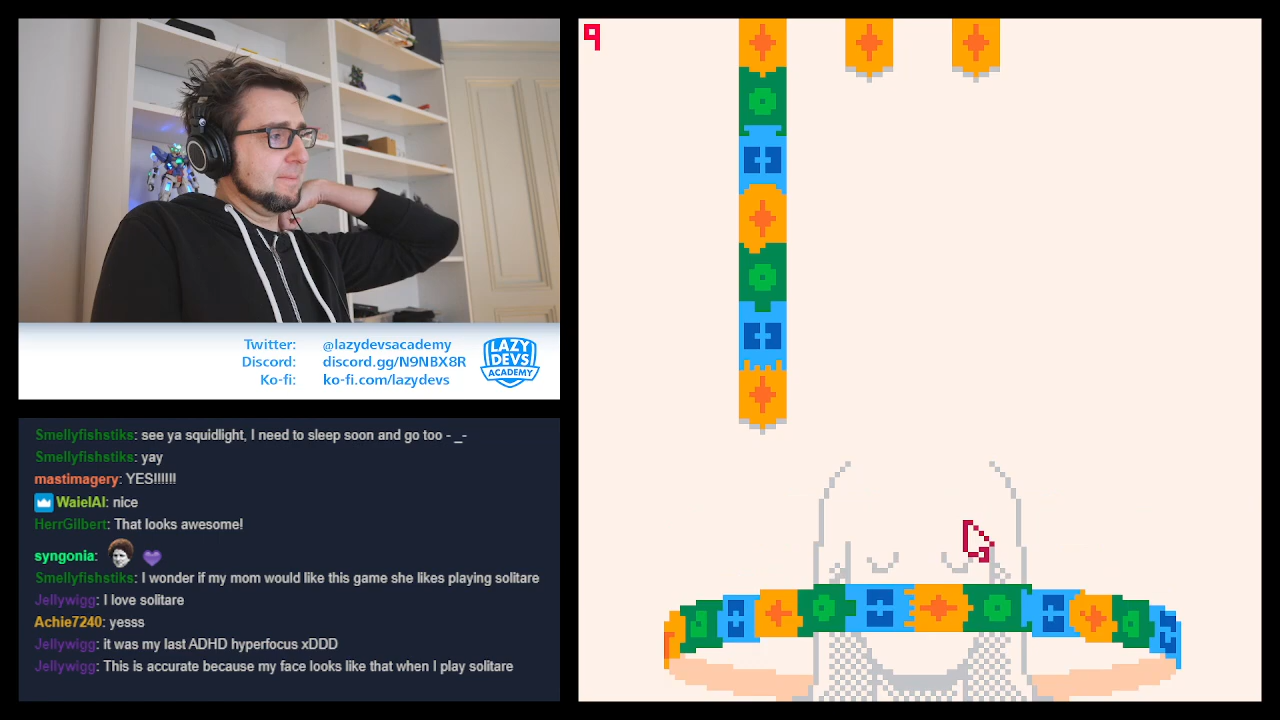 9
Twitter: @lazydevsacademy
Discord: discord.gg/N9NBX8R
Ko-fi: ko-fi.com/lazydevs
LAZY
DEVS
ACADEMY
Smellyfishstiks: see ya squidlight, I need to sleep soon and go too - _-
Smellyfishstiks: yay
mastimagery: YES!!!!!!
WaielAl: nice
HerrGilbert: That looks awesome!
syngonia:
Smellyfishstiks: I wonder if my mom would like this game she likes playing solitare
Jellywigg: I love solitare
Achie7240: yesss
Jellywigg: it was my last ADHD hyperfocus xDDD
Jellywigg: This is accurate because my face looks like that when I play solitare